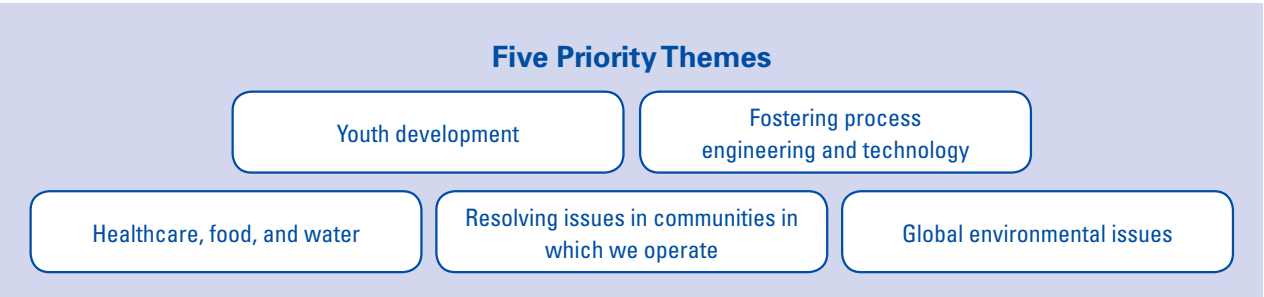 Five Priority Themes
Youth development
Fostering process
engineering and technology
Healthcare, food, and water
Resolving issues in communities in
which we operate
Global environmental issues